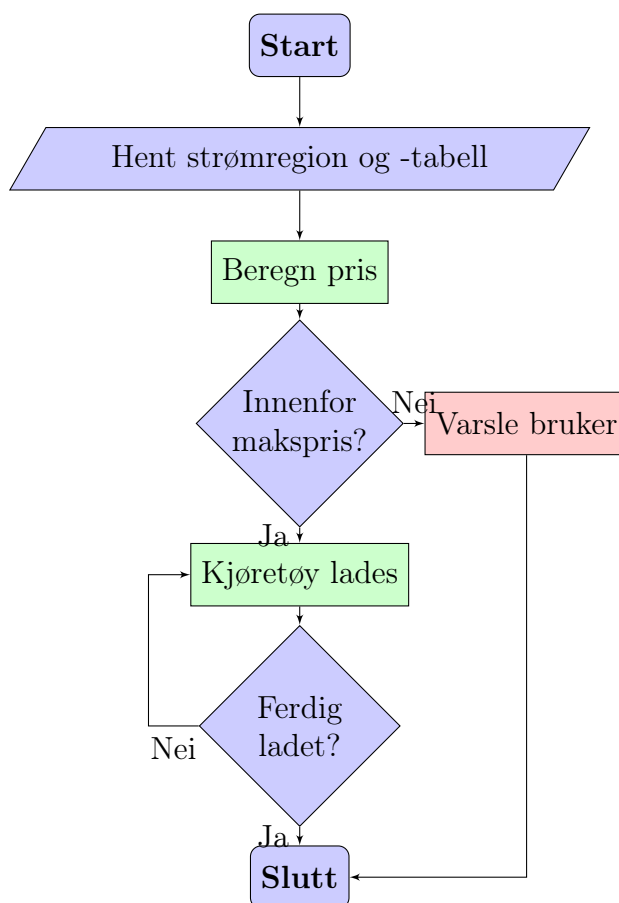 Start
Hent strømregion og -tabell
Beregn pris
Innenfor
makspris?
Nei
Varsle bruker
Ja
Kjøretøy lades
Ferdig
ladet?
Nei
Ja
Slutt